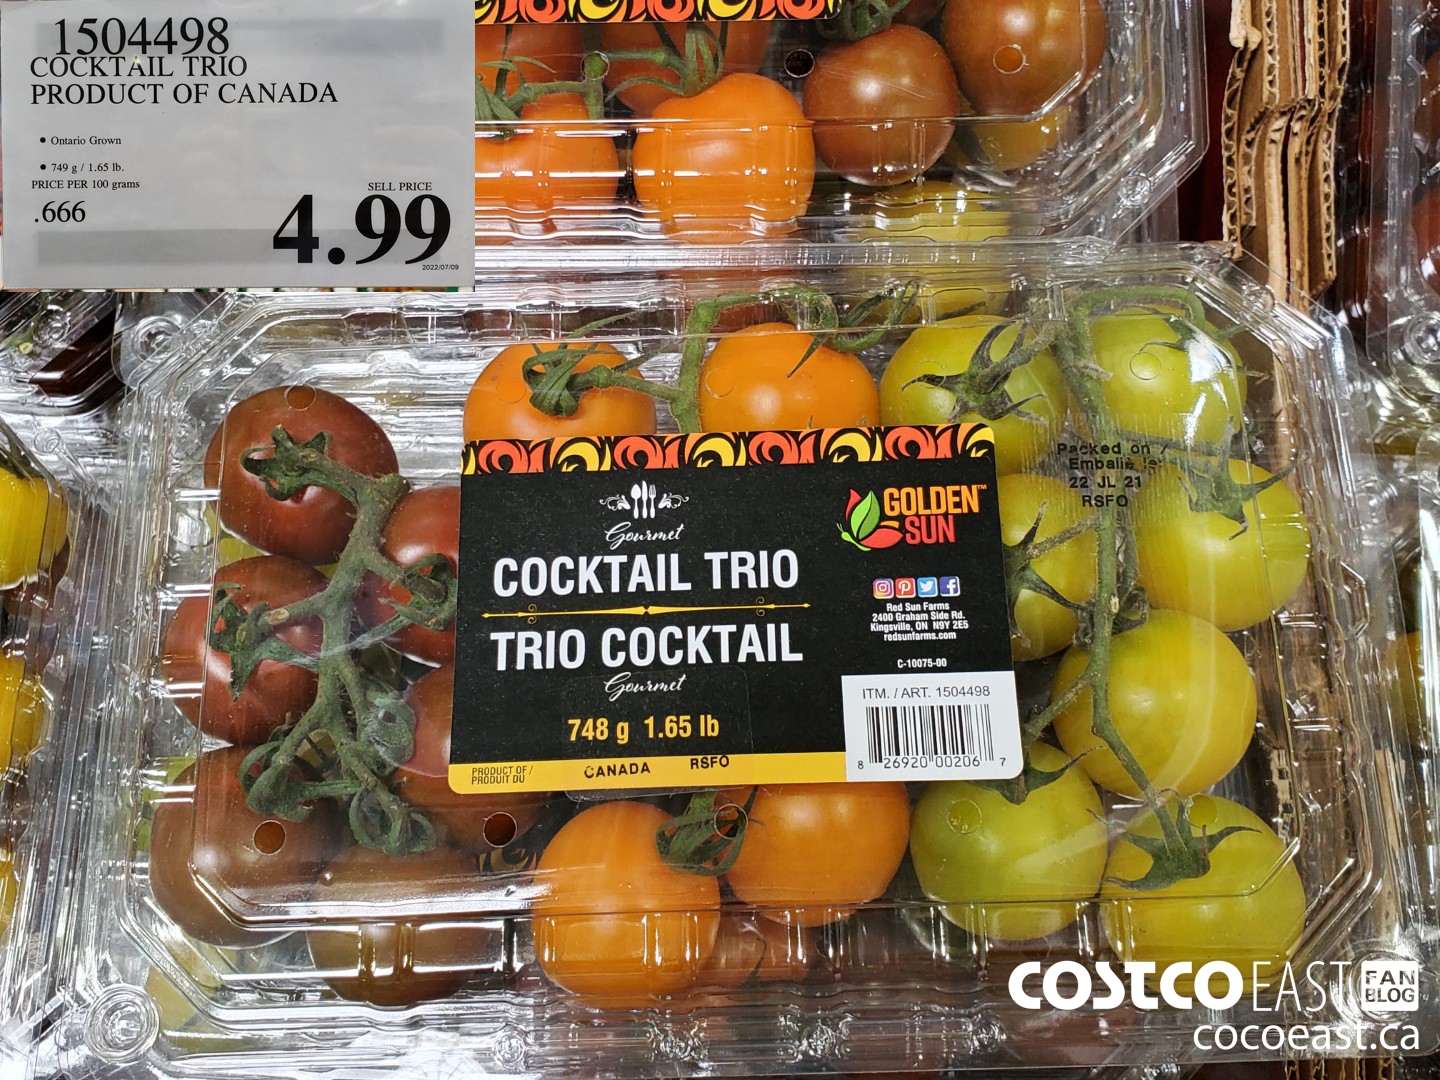 1504498
COCKTAIL TRIO
PRODUCT OF CANADA
• Ontario Grown
• 749 g / 1.65 lb.
PRICE PER 100 grams
SELL PRICE
.666
4.99
2022/07/09
Packed on /
Emballé le:
22 JL 21
RSFO
Gourmet
COCKTAIL TRIO
TRIO COCKTAIL
Gourmet
748 g 1.65 lb
PRODUCT OF /
PRODUIT DU
CANADA RSFO
GOLDEN™
SUN
Red Sun Farms
2400 Graham Side Rd.
Kingsville, ON N9Y 2E5
redsunfarms.com
C-10075-00
ITM. / ART. 1504498
8 26920 00206 7
COSTCO EAST FAN BLOG
cocoeast.ca